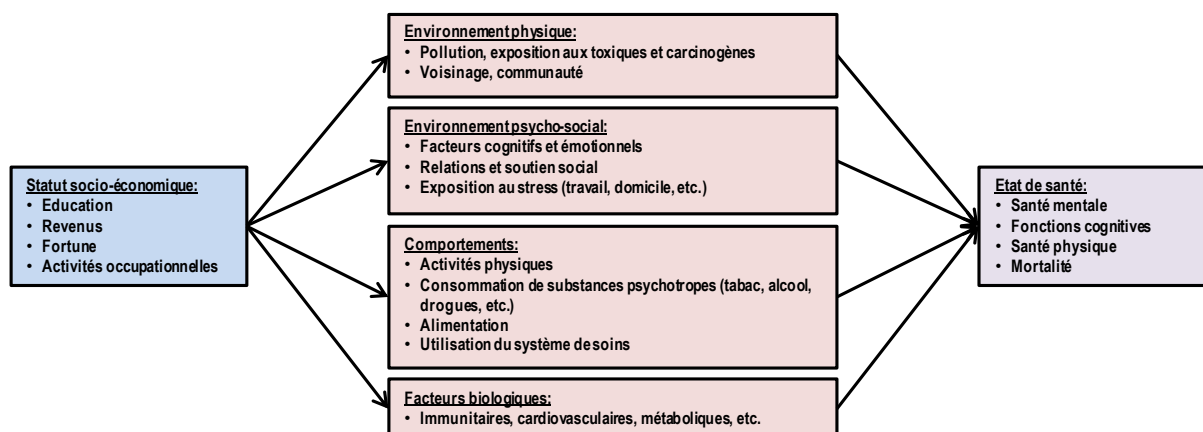 Statut socio-économique:
• Education
• Revenus
• Fortune
• Activités occupationnelles
Environnement physique:
• Pollution, exposition aux toxiques et carcinogènes
• Voisinage, communauté
Environnement psycho-social:
• Facteurs cognitifs et émotionnels
• Relations et soutien social
• Exposition au stress (travail, domicile, etc.)
Comportements:
• Activités physiques
• Consommation de substances psychotropes (tabac, alcool,
drogues, etc.)
• Alimentation
• Utilisation du système de soins
Facteurs biologiques:
• Immunitaires, cardiovasculaires, métaboliques, etc.
Etat de santé:
• Santé mentale
• Fonctions cognitives
• Santé physique
• Mortalité